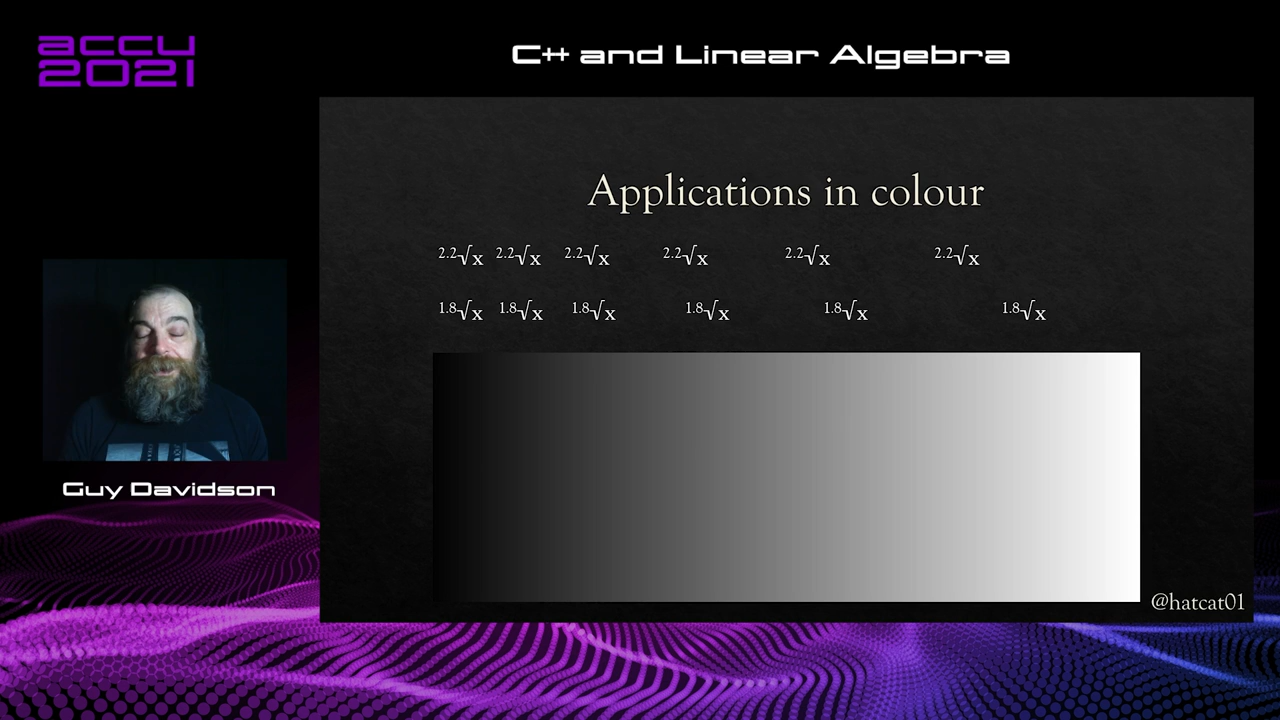 accu
2021
C++ and Linear Algebra
Applications in colour
2.2√x 2.2√x 2.2√x 2.2√x 2.2√x 2.2√x
1.8√x 1.8√x 1.8√x 1.8√x 1.8√x 1.8√x
Guy Davidson
@hatcat01